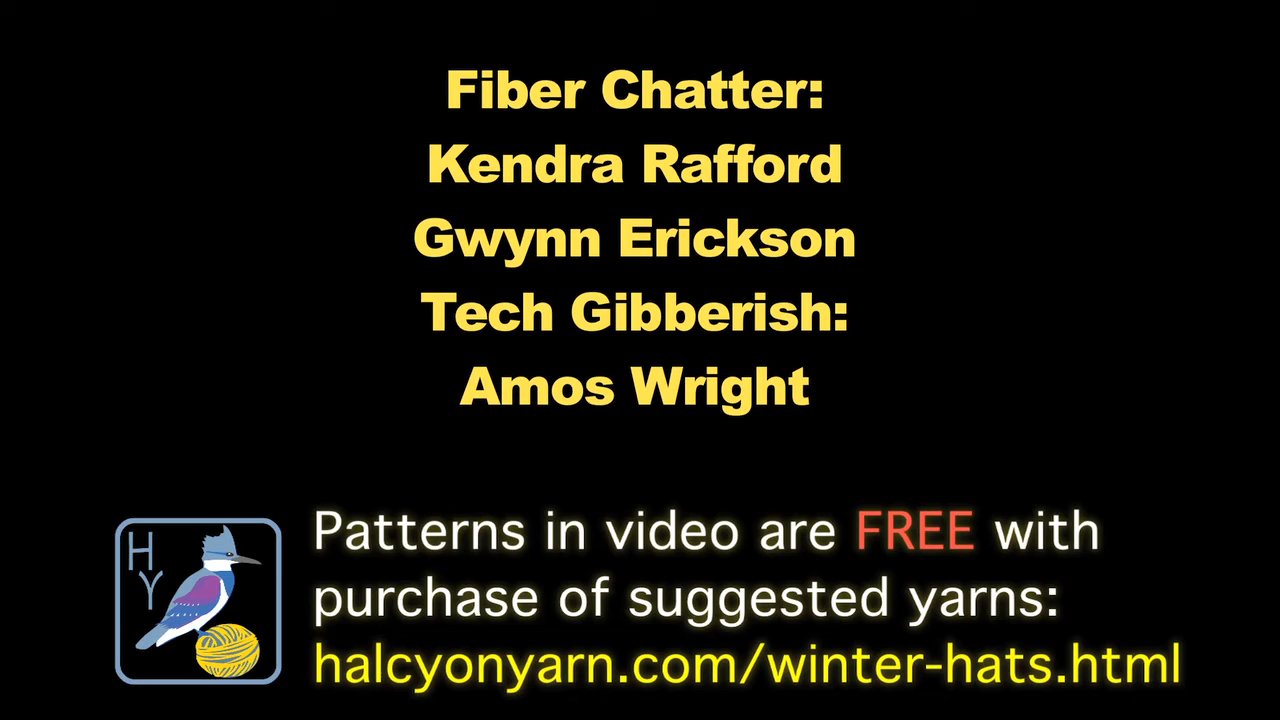 Fiber Chatter:
Kendra Rafford
Gwynn Erickson
Tech Gibberish:
Amos Wright
H
Y
Patterns in video are FREE with
purchase of suggested yarns:
halcyonyarn.com/winter-hats.html